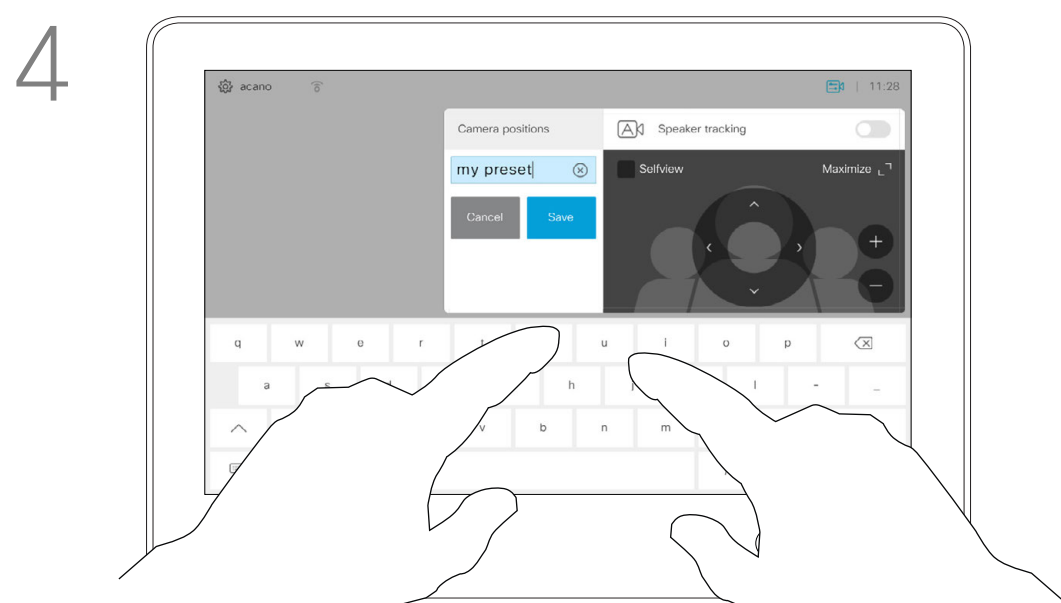 4
acano
11:28
Camera positions
Speaker tracking
my preset
Selfview
Maximize
Cancel
Save
q w e r t u i o p
a s h j l - _
v b n m